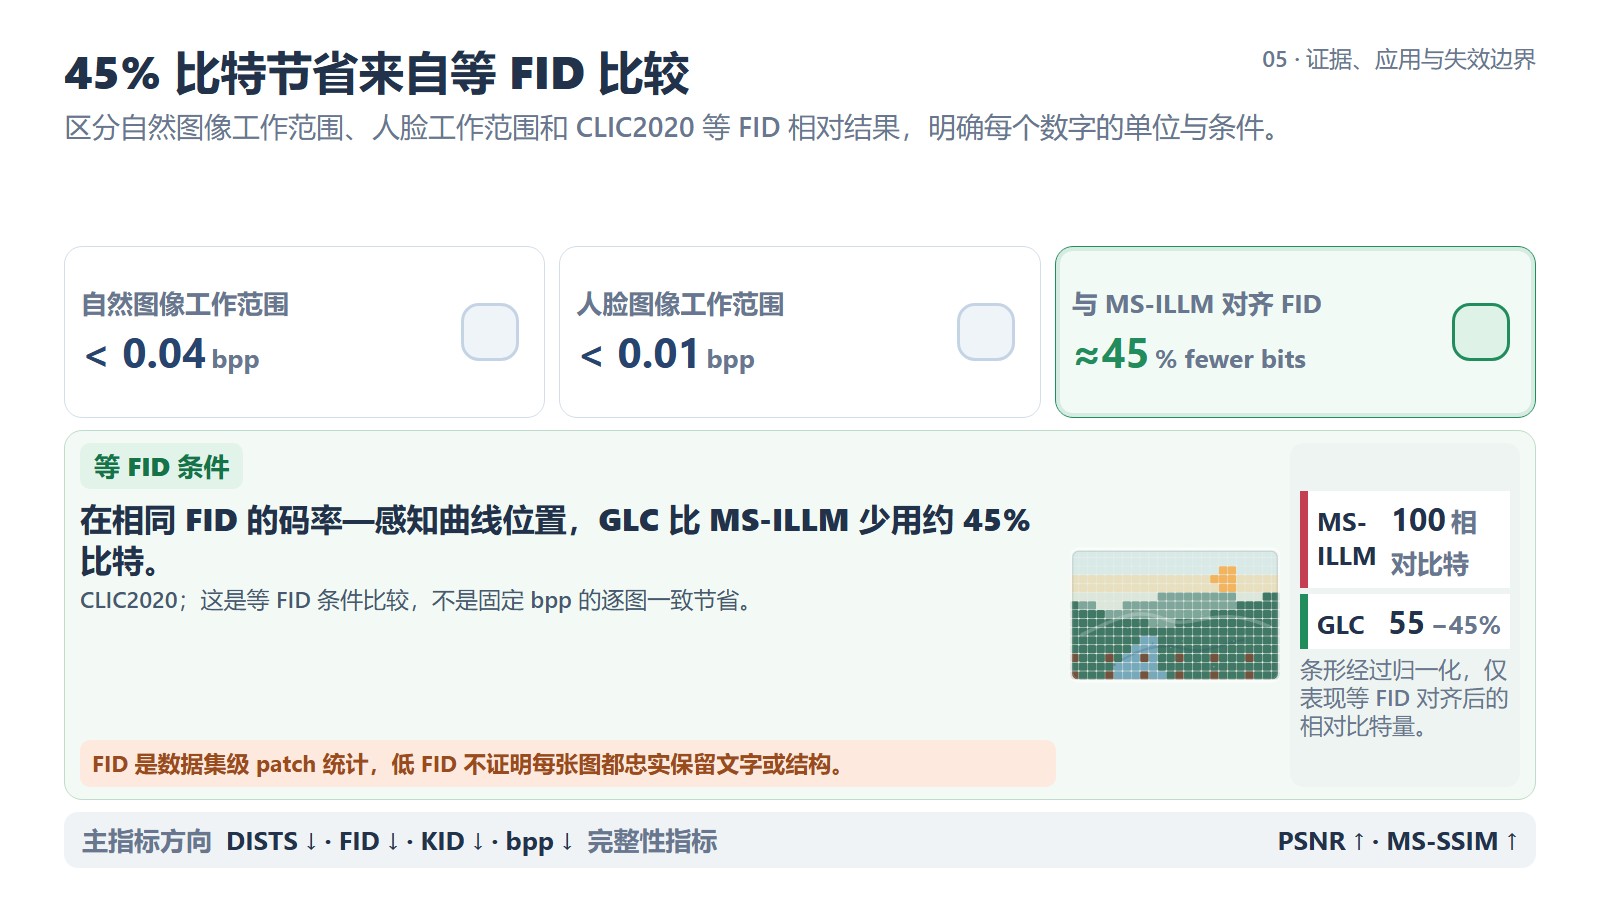 45% 比特节省来自等 FID 比较
05 · 证据、应用与失效边界
区分自然图像工作范围、人脸工作范围和 CLIC2020 等 FID 相对结果，明确每个数字的单位与条件。
自然图像工作范围
< 0.04 bpp
人脸图像工作范围
< 0.01 bpp
与 MS-ILLM 对齐 FID
≈45 % fewer bits
等 FID 条件
在相同 FID 的码率—感知曲线位置，GLC 比 MS-ILLM 少用约 45%
比特。
CLIC2020；这是等 FID 条件比较，不是固定 bpp 的逐图一致节省。
FID 是数据集级 patch 统计，低 FID 不证明每张图都忠实保留文字或结构。
MS-
ILLM
100 相
对比特
GLC 55 −45%
条形经过归一化，仅
表现等 FID 对齐后的
相对比特量。
主指标方向 DISTS ↓ · FID ↓ · KID ↓ · bpp ↓ 完整性指标
PSNR ↑ · MS-SSIM ↑